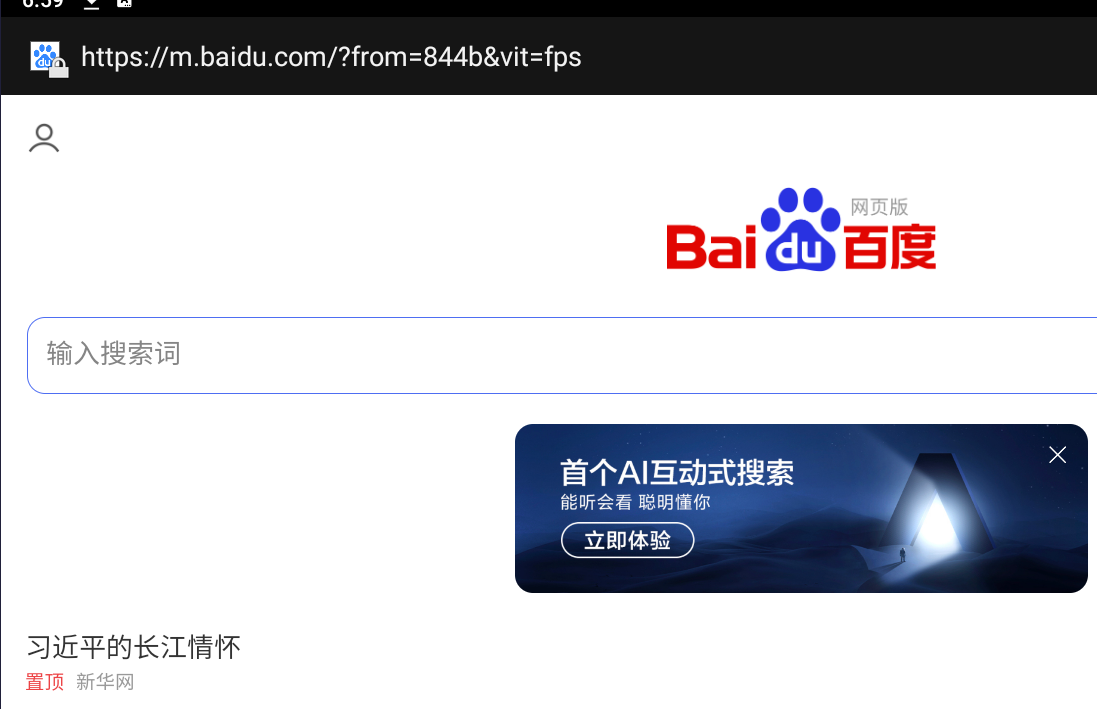 6:59
https://m.baidu.com/?from=844b&vit=fps
网页版
Bai du 百度
输入搜索词
首个AI互动式搜索
能听会看 聪明懂你
立即体验
习近平的长江情怀
置顶 新华网